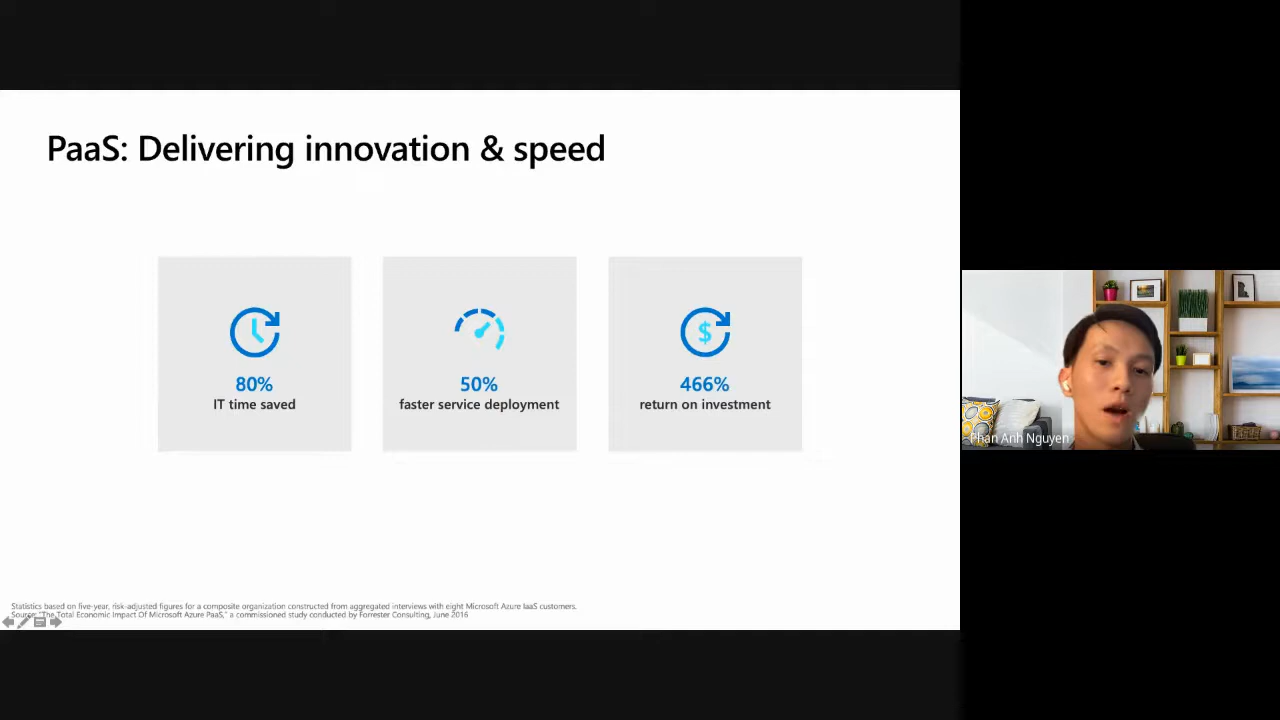 PaaS: Delivering innovation & speed
80%
IT time saved
50%
faster service deployment
466%
return on investment
Statistics based on five-year, risk-adjusted figures for a composite organization constructed from aggregated interviews with eight Microsoft Azure IaaS customers.
Source: "The Total Economic Impact Of Microsoft Azure PaaS," a commissioned study conducted by Forrester Consulting, June 2016
Phan Anh Nguyen